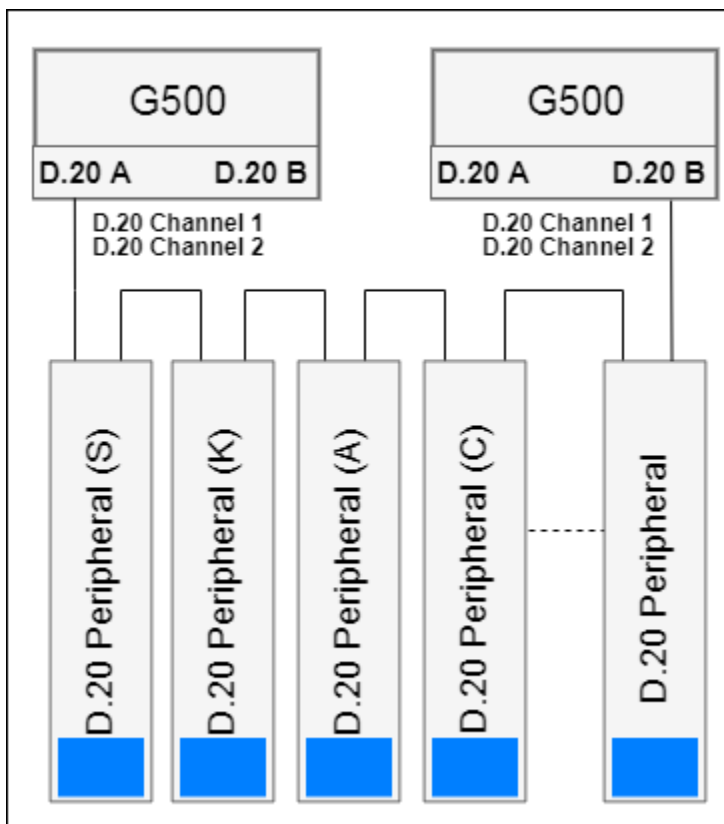 G500
D.20 A D.20 B
D.20 Channel 1
D.20 Channel 2
G500
D.20 A D.20 B
D.20 Channel 1
D.20 Channel 2
D.20 Peripheral (S)
D.20 Peripheral (K)
D.20 Peripheral (A)
D.20 Peripheral (C)
D.20 Peripheral